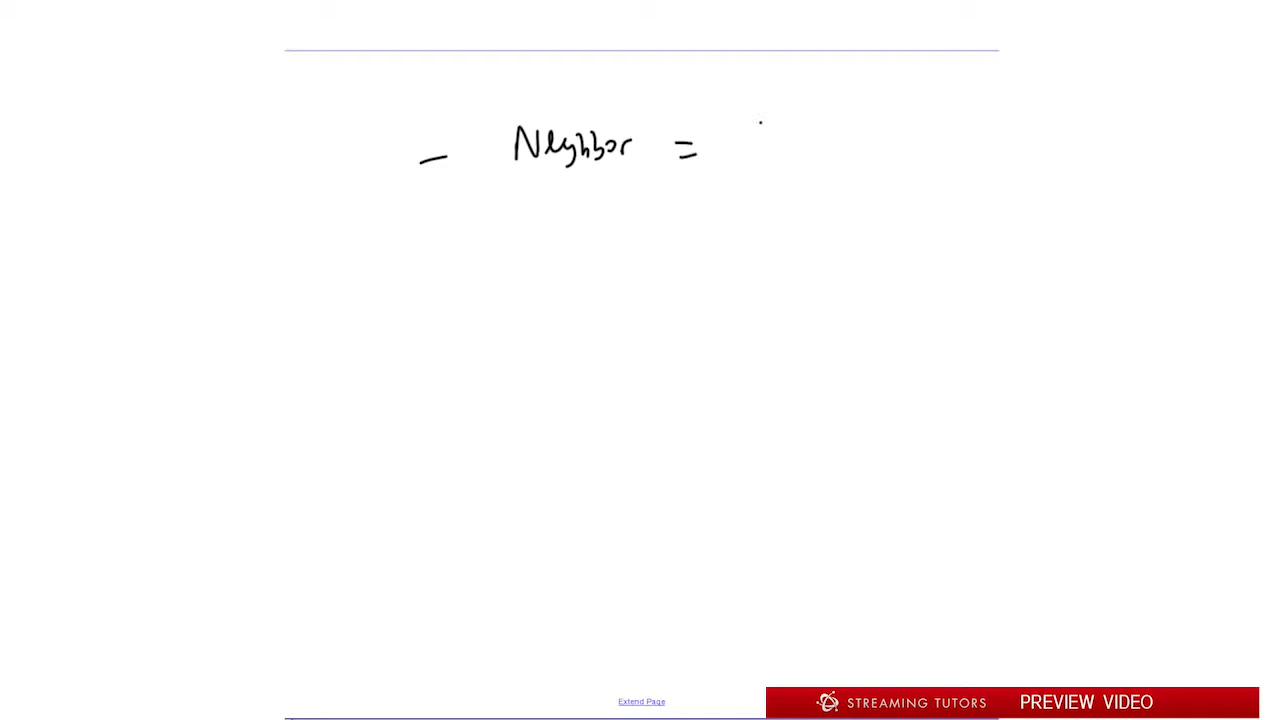 – Neighbor =
Extend Page
STREAMING TUTORS PREVIEW VIDEO